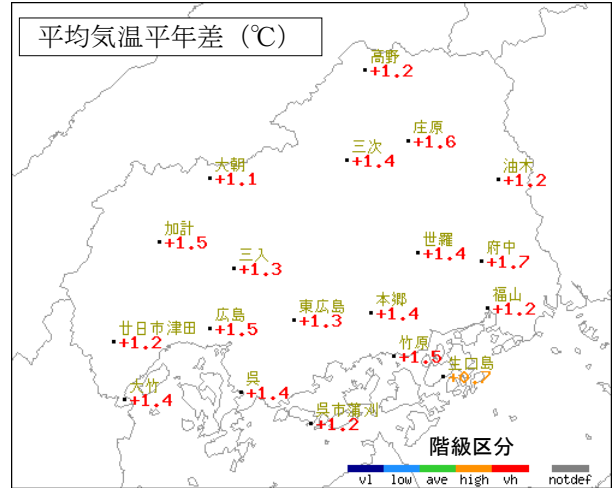 平均気温平年差（℃）
高野
+1.2
庄原
+1.6
三次
+1.4
大朝
+1.1
油木
+1.2
加計
+1.5
世羅
+1.4
府中
+1.7
三入
+1.3
福山
+1.2
本郷
+1.4
東広島
+1.3
広島
+1.5
廿日市津田
+1.2
竹原
+1.5
生口島
+0.7
呉
+1.4
大竹
+1.4
呉市蒲刈
+1.2
階級区分
vl low ave high vh notdef